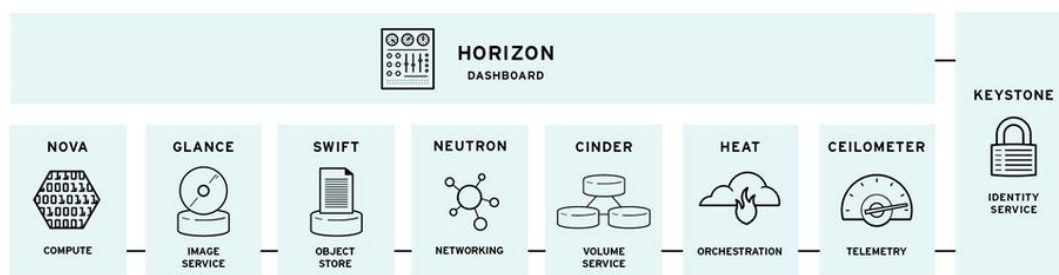 HORIZON
DASHBOARD
KEYSTONE
IDENTITY
SERVICE
NOVA
COMPUTE
GLANCE
IMAGE
SERVICE
SWIFT
OBJECT
STORE
NEUTRON
NETWORKING
CINDER
VOLUME
SERVICE
HEAT
ORCHESTRATION
CEILOMETER
TELEMETRY